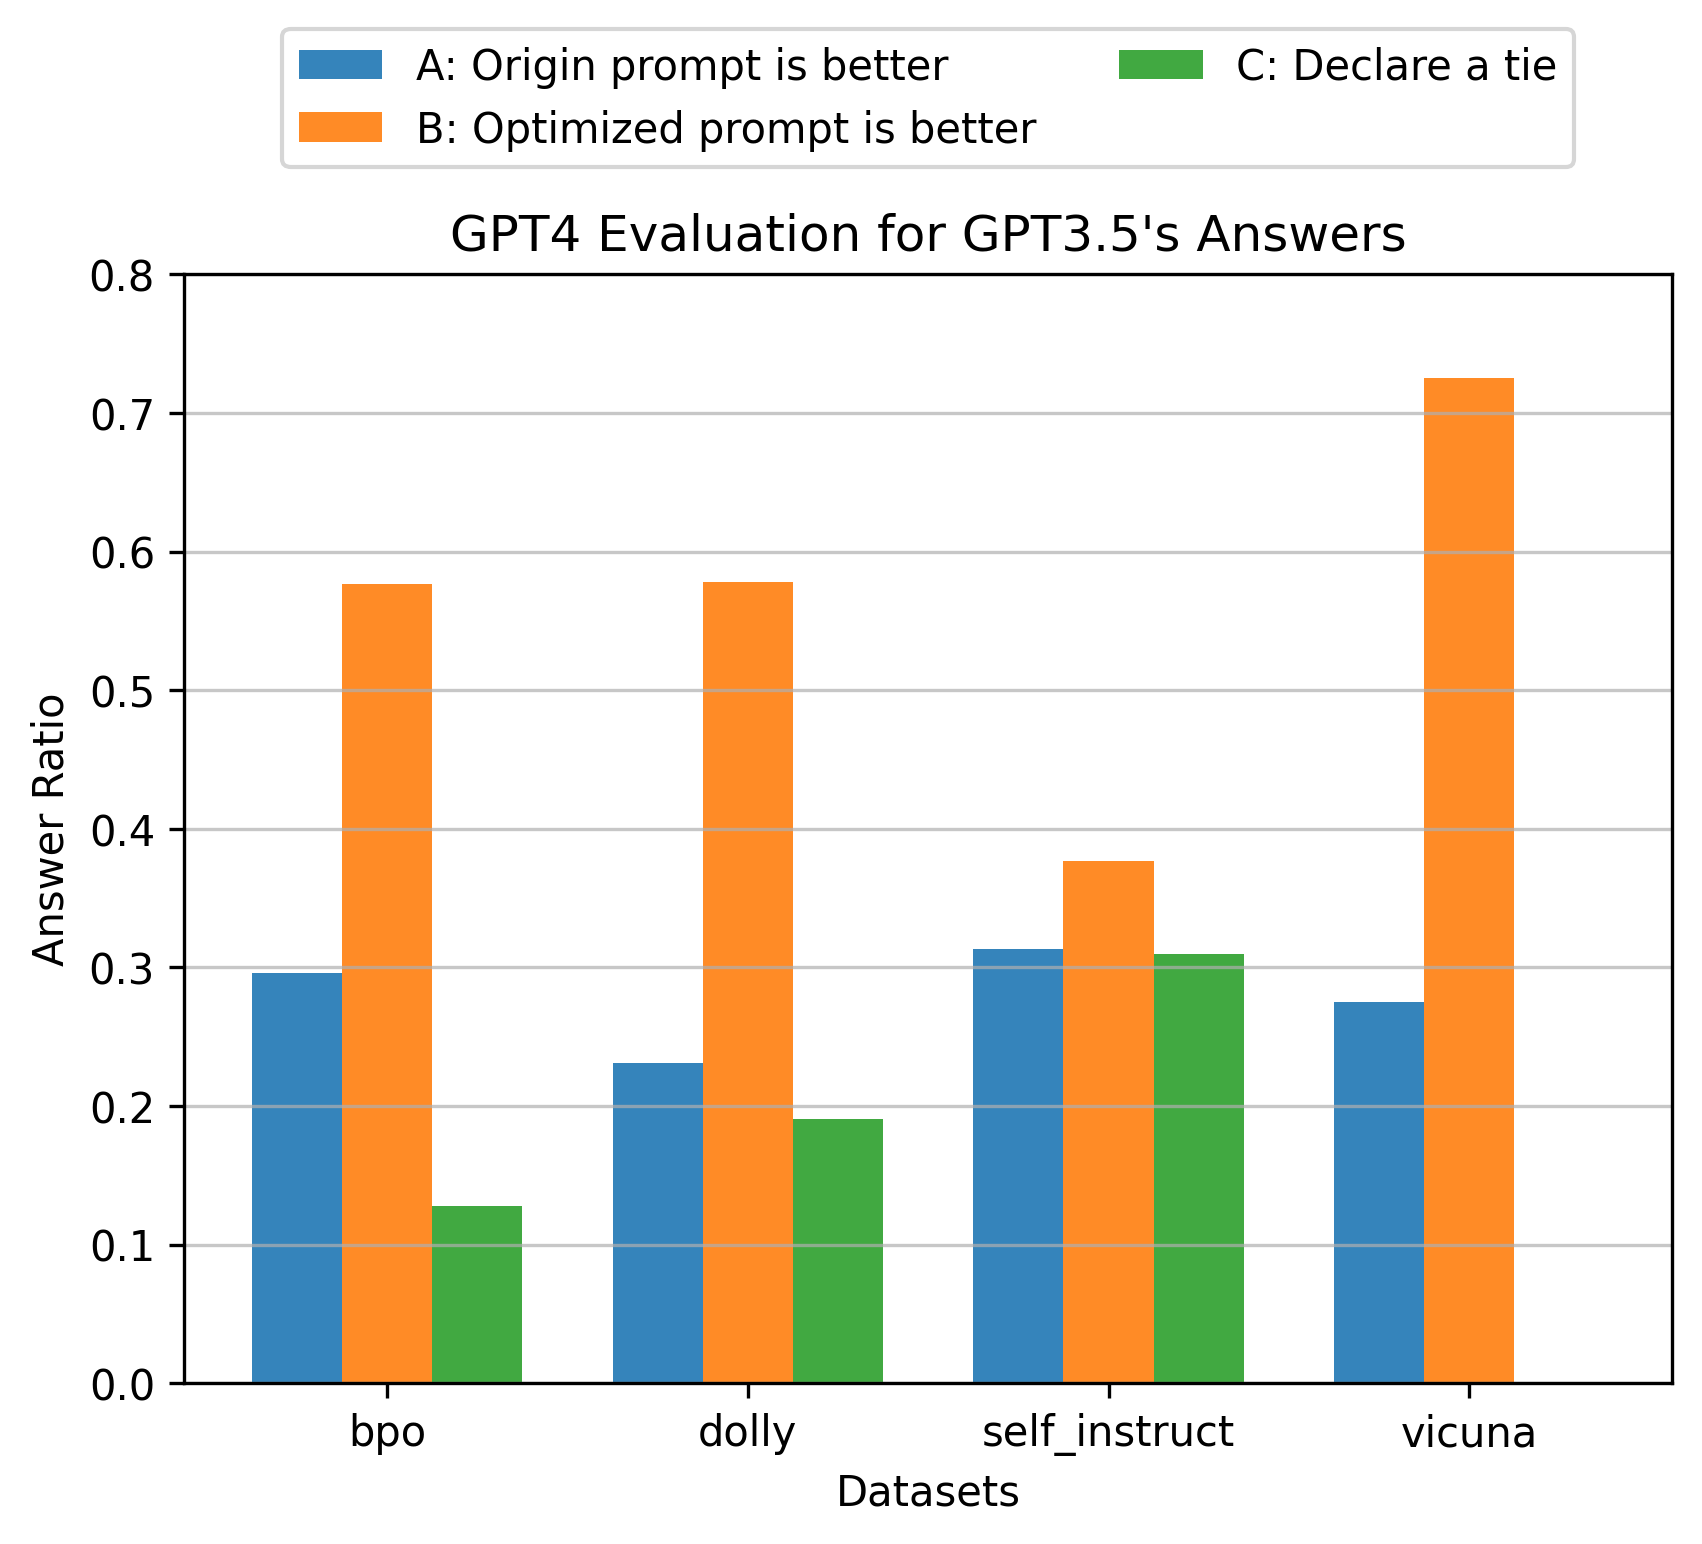 A: Origin prompt is better
B: Optimized prompt is better
C: Declare a tie
GPT4 Evaluation for GPT3.5's Answers
0.8
0.7
0.6
0.5
0.4
0.3
0.2
0.1
0.0
Answer Ratio
bpo
dolly
self_instruct
vicuna
Datasets